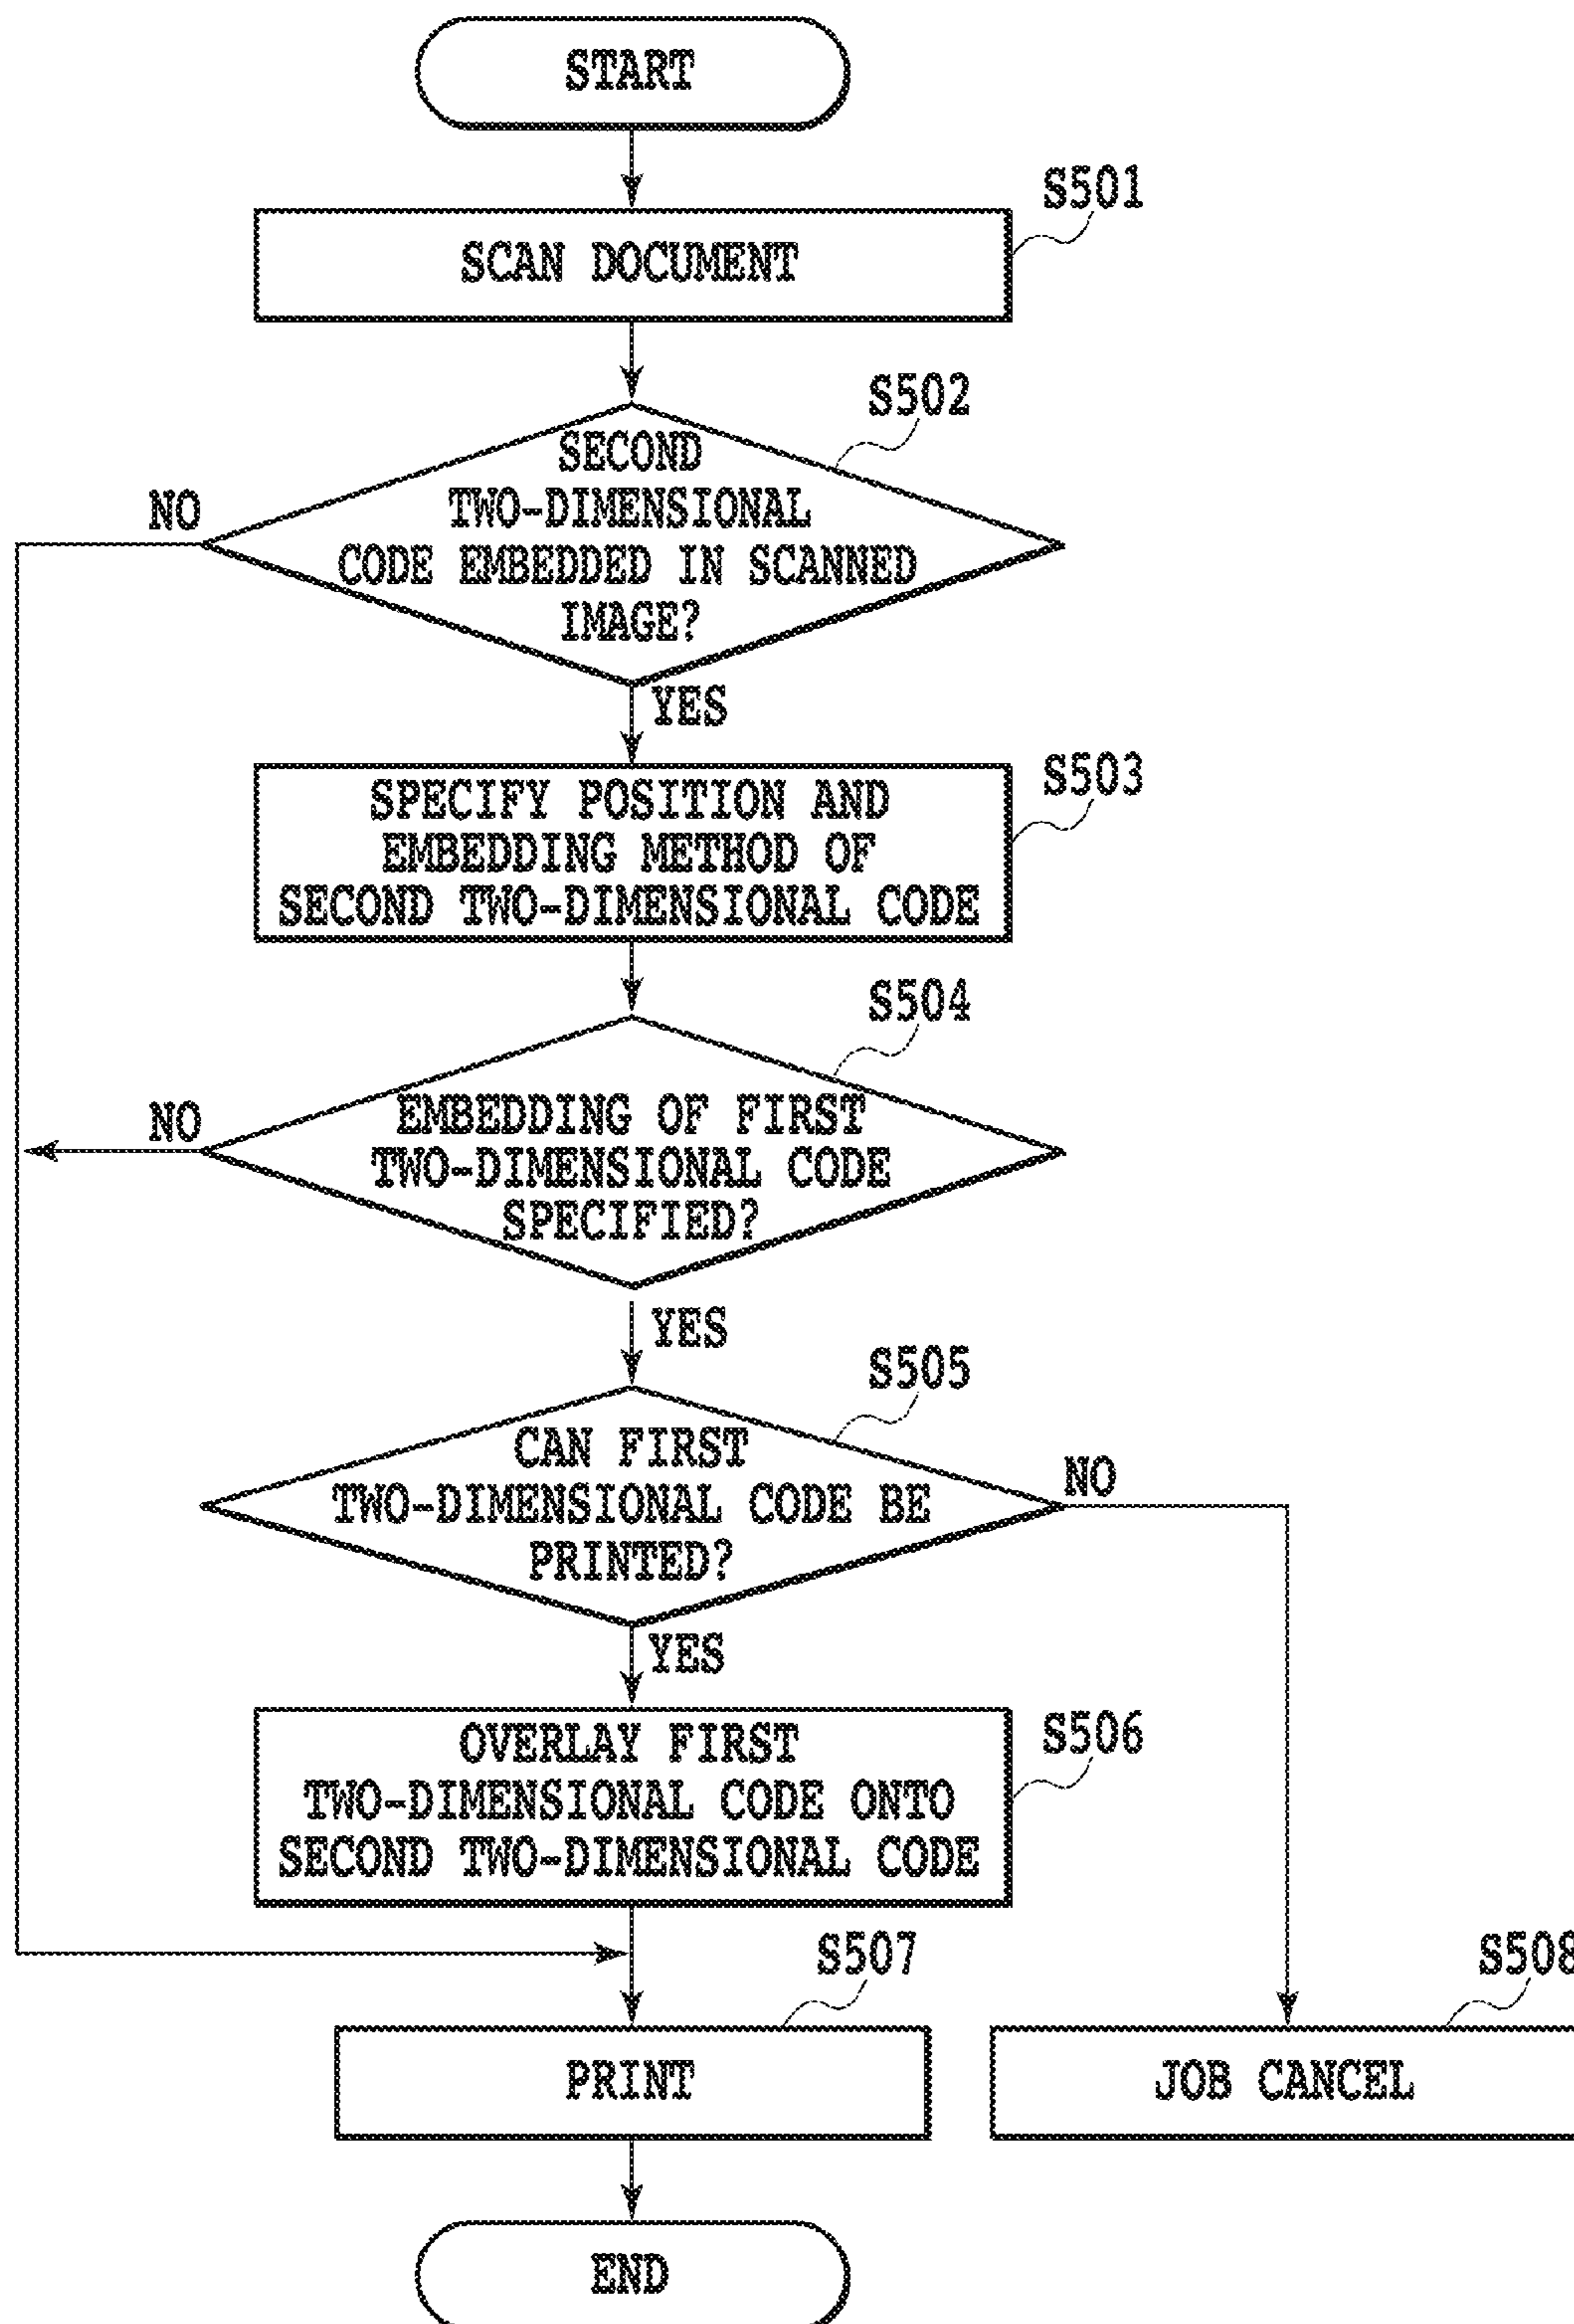 START
S501
SCAN DOCUMENT
S502
SECOND
TWO-DIMENSIONAL
CODE EMBEDDED IN SCANNED
IMAGE?
NO
YES
S503
SPECIFY POSITION AND
EMBEDDING METHOD OF
SECOND TWO-DIMENSIONAL CODE
S504
EMBEDDING OF FIRST
TWO-DIMENSIONAL CODE
SPECIFIED?
NO
YES
S505
CAN FIRST
TWO-DIMENSIONAL CODE BE
PRINTED?
NO
YES
S506
OVERLAY FIRST
TWO-DIMENSIONAL CODE ONTO
SECOND TWO-DIMENSIONAL CODE
S507
S508
PRINT
JOB CANCEL
END